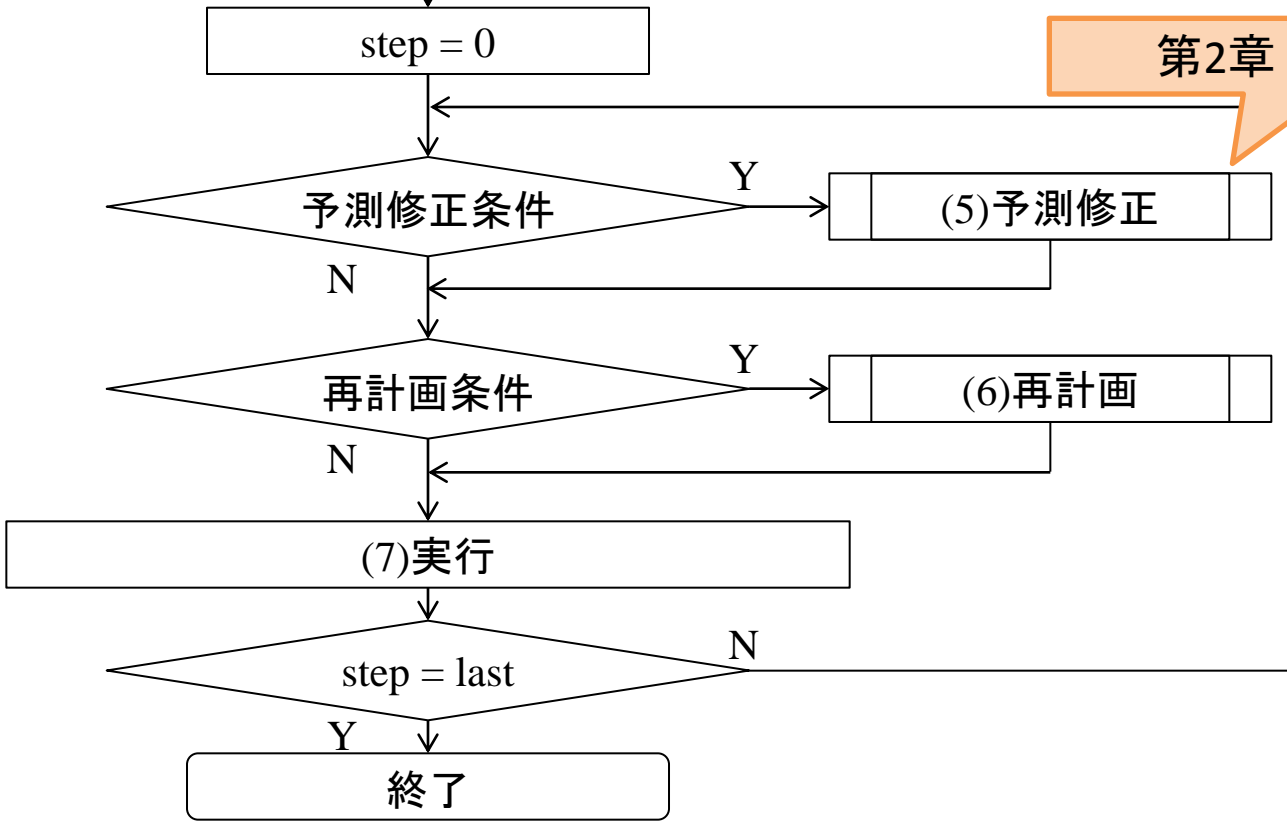 step = 0
第2章
予測修正条件
Y
(5)予測修正
N
再計画条件
Y
(6)再計画
N
(7)実行
step = last
N
Y
終了